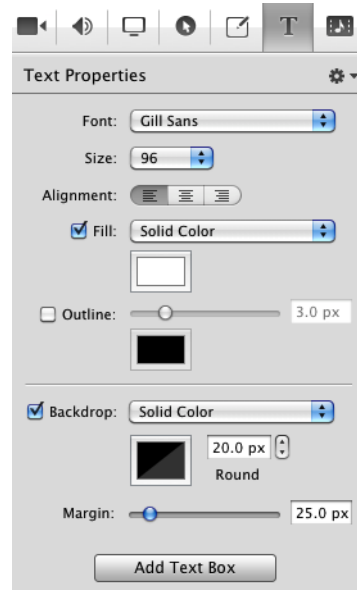 T
Text Properties
Font: Gill Sans
Size: 96
Alignment:
Fill: Solid Color
Outline: 3.0 px
Backdrop: Solid Color
20.0 px
Round
Margin: 25.0 px
Add Text Box